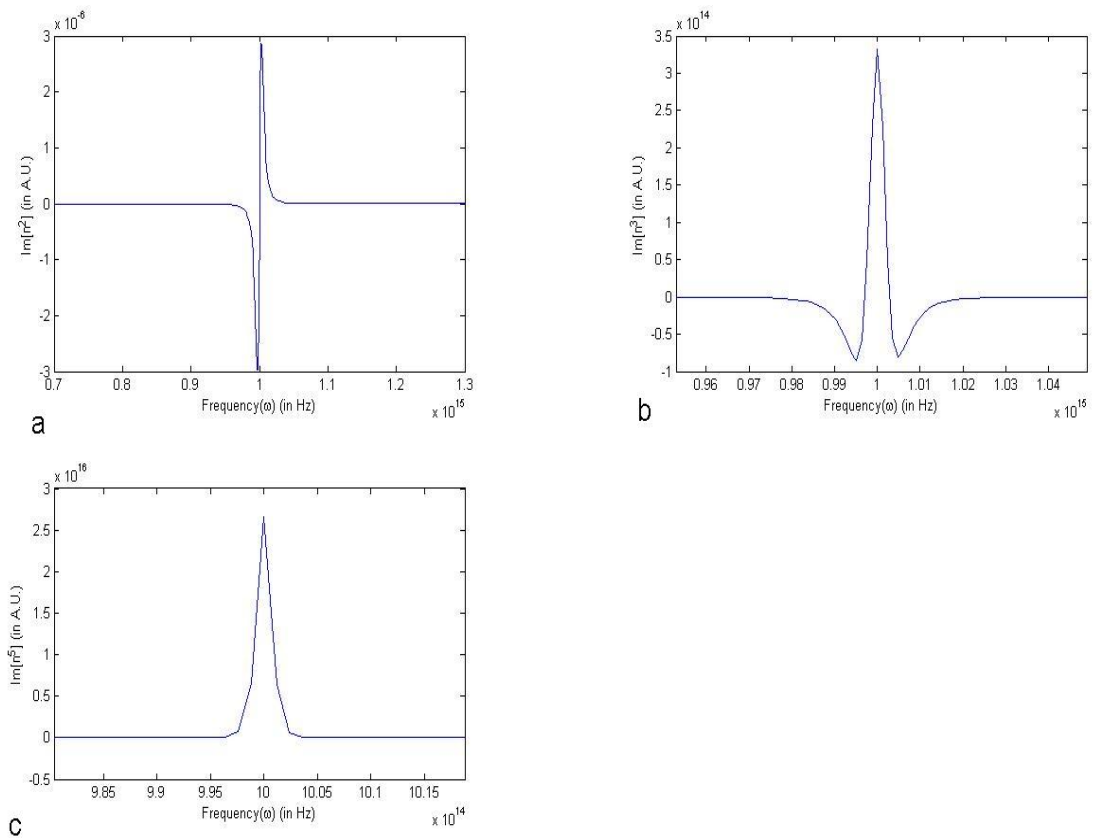 x 10^-6
3
2
1
0
-1
-2
-3
0.7 0.8 0.9 1 1.1 1.2 1.3
Im[n^2] (in A.U.)
Frequency(ω) (in Hz)
x 10^15
a
x 10^14
3.5
3
2.5
2
1.5
1
0.5
0
-0.5
-1
0.96 0.97 0.98 0.99 1 1.01 1.02 1.03 1.04
Im[n^3] (in A.U.)
Frequency(ω) (in Hz)
x 10^15
b
x 10^16
3
2.5
2
1.5
1
0.5
0
-0.5
9.85 9.9 9.95 10 10.05 10.1 10.15
Im[n^5] (in A.U.)
Frequency(ω) (in Hz)
x 10^14
c